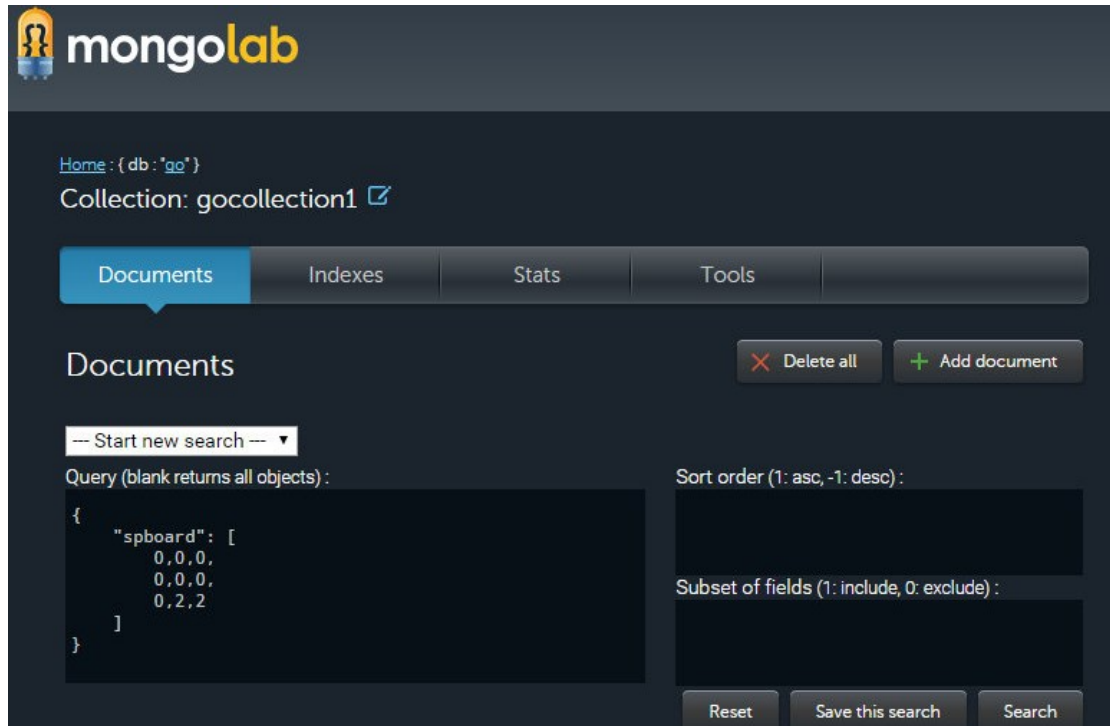 mongolab
Home : { db : "go" }
Collection: gocollection1
Documents Indexes Stats Tools
Documents
Delete all
Add document
--- Start new search ---
Query (blank returns all objects) :
{
    "spboard": [
        0,0,0,
        0,0,0,
        0,2,2
    ]
}
Sort order (1: asc, -1: desc) :
Subset of fields (1: include, 0: exclude) :
Reset Save this search Search